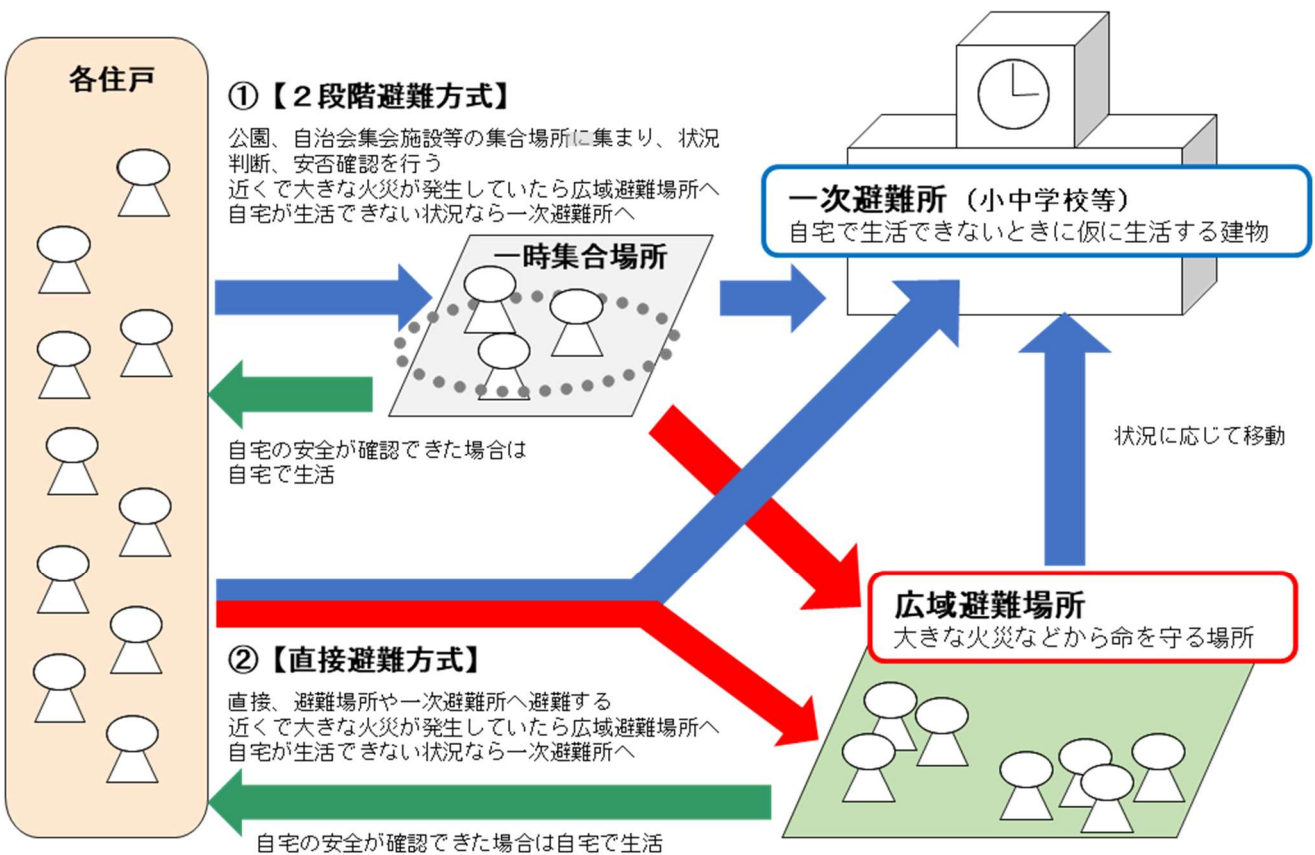 各住戸
①【２段階避難方式】
公園、自治会集会施設等の集合場所に集まり、状況
判断、安否確認を行う
近くで大きな火災が発生していたら広域避難場所へ
自宅が生活できない状況なら一次避難所へ
一時集合場所
自宅の安全が確認できた場合は
自宅で生活
一次避難所（小中学校等）
自宅で生活できないときに仮に生活する建物
状況に応じて移動
広域避難場所
大きな火災などから命を守る場所
②【直接避難方式】
直接、避難場所や一次避難所へ避難する
近くで大きな火災が発生していたら広域避難場所へ
自宅が生活できない状況なら一次避難所へ
自宅の安全が確認できた場合は自宅で生活